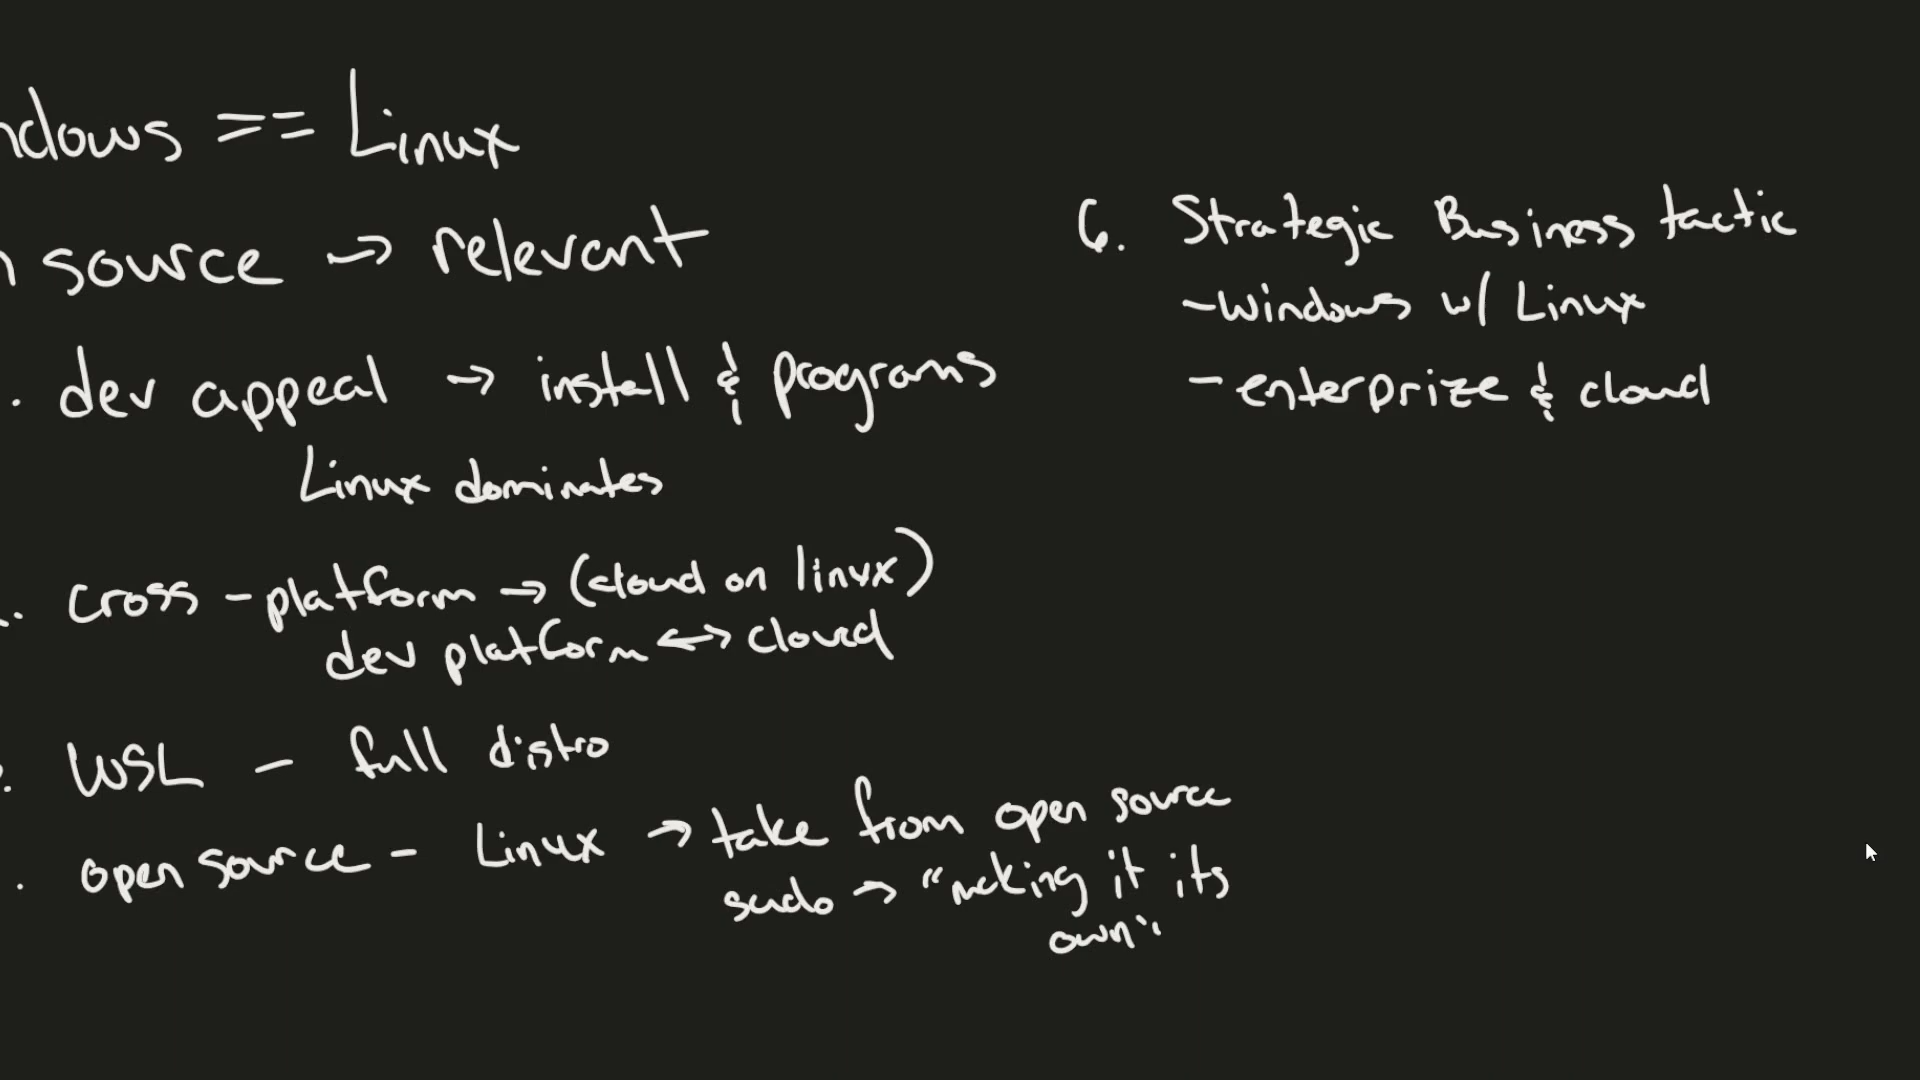 ndows == Linux
n source → relevant
. dev appeal → install & programs
Linux dominates
. cross - platform → (cloud on linux)
dev platform ↔ cloud
. WSL - full distro
. open source - Linux → take from open source
sudo → "making it its
own"
6. Strategic Business tactic
- Windows w/ Linux
- enterprize & cloud